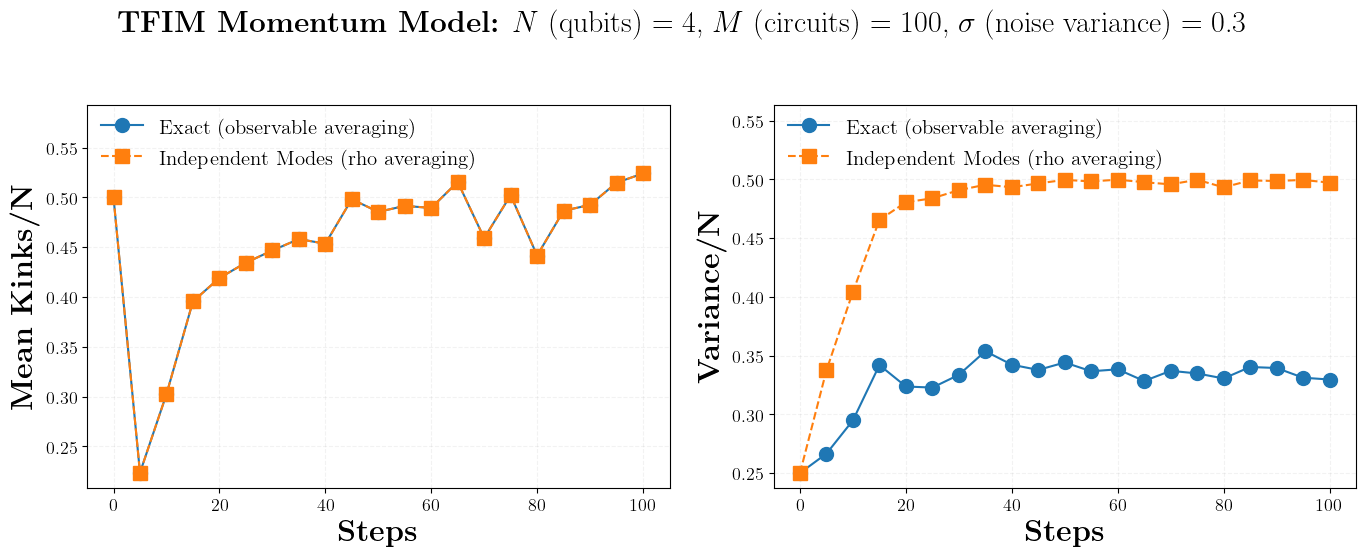 TFIM Momentum Model: N (qubits) = 4, M (circuits) = 100, σ (noise variance) = 0.3
Mean Kinks/N
0.55
0.50
0.45
0.40
0.35
0.30
0.25
Exact (observable averaging)
Independent Modes (rho averaging)
0 20 40 60 80 100
Steps
Variance/N
0.55
0.50
0.45
0.40
0.35
0.30
0.25
Exact (observable averaging)
Independent Modes (rho averaging)
0 20 40 60 80 100
Steps